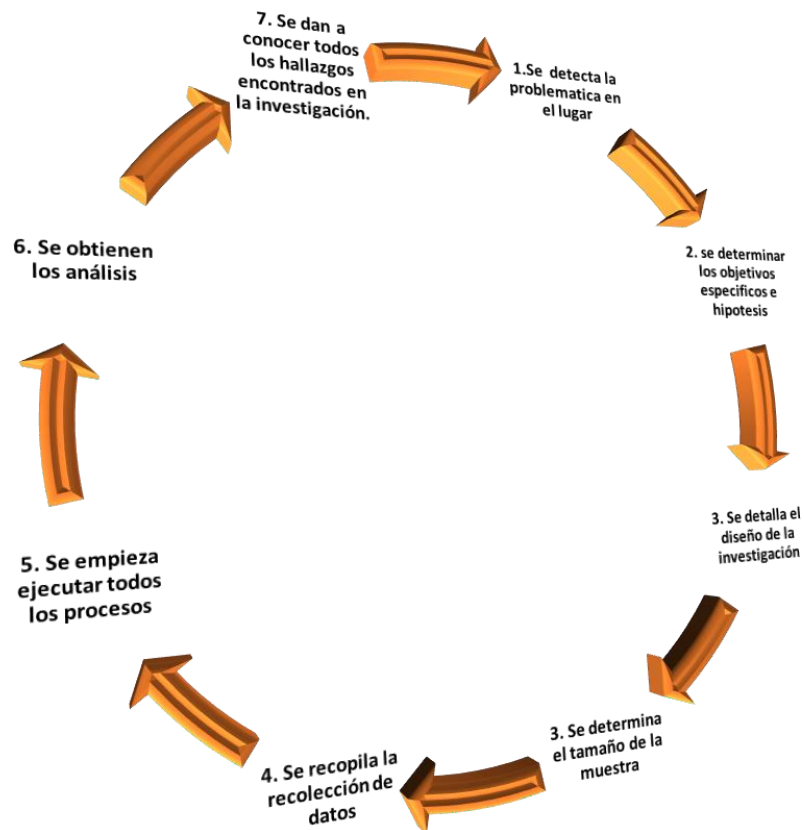 1.Se detecta la
problematica en
el lugar
2. se determinar
los objetivos
especificos e
hipotesis
3. Se detalla el
diseño de la
investigación
3. Se determina
el tamaño de la
muestra
4. Se recopila la
recolección de
datos
5. Se empieza
ejecutar todos
los procesos
6. Se obtienen
los análisis
7. Se dan a
conocer todos
los hallazgos
encontrados en
la investigación.